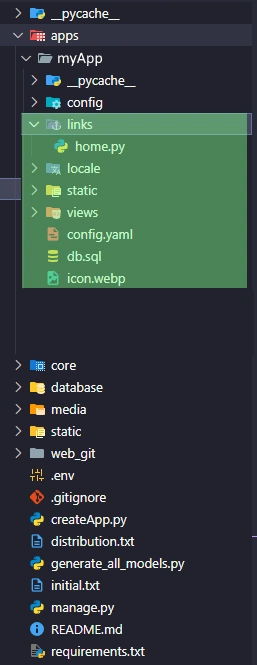 __pycache__
apps
myApp
__pycache__
config
links
home.py
locale
static
views
config.yaml
db.sql
icon.webp
core
database
media
static
web_git
.env
.gitignore
createApp.py
distribution.txt
generate_all_models.py
initial.txt
manage.py
README.md
requirements.txt